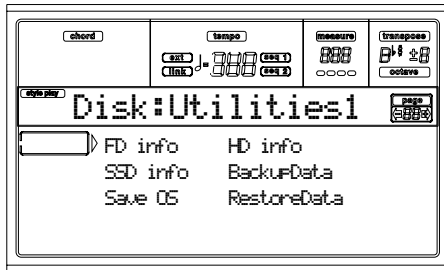 chord tempo measure transpose
ext seq 1
link seq 2
octave
style play Disk:Utilities1 page
FD info HD info
SSD info BackupData
Save OS RestoreData